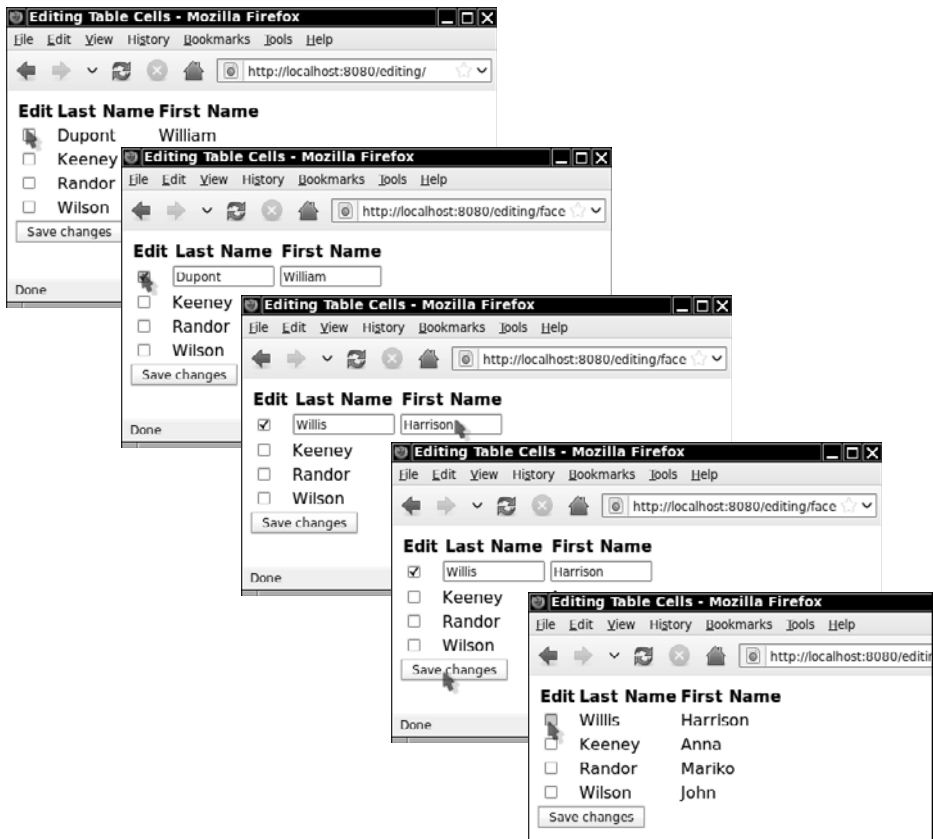 Editing Table Cells - Mozilla Firefox
File Edit View History Bookmarks Tools Help
http://localhost:8080/editing/
Edit Last Name First Name
Dupont William
Keeney
Randor
Wilson
Save changes
Done
Editing Table Cells - Mozilla Firefox
File Edit View History Bookmarks Tools Help
http://localhost:8080/editing/face
Edit Last Name First Name
Dupont William
Keeney
Randor
Wilson
Save changes
Done
Editing Table Cells - Mozilla Firefox
File Edit View History Bookmarks Tools Help
http://localhost:8080/editing/face
Edit Last Name First Name
Willis Harrison
Keeney
Randor
Wilson
Save changes
Done
Editing Table Cells - Mozilla Firefox
File Edit View History Bookmarks Tools Help
http://localhost:8080/editing/face
Edit Last Name First Name
Willis Harrison
Keeney
Randor
Wilson
Save changes
Done
Editing Table Cells - Mozilla Firefox
File Edit View History Bookmarks Tools Help
http://localhost:8080/editin
Edit Last Name First Name
Willis Harrison
Keeney Anna
Randor Mariko
Wilson John
Save changes